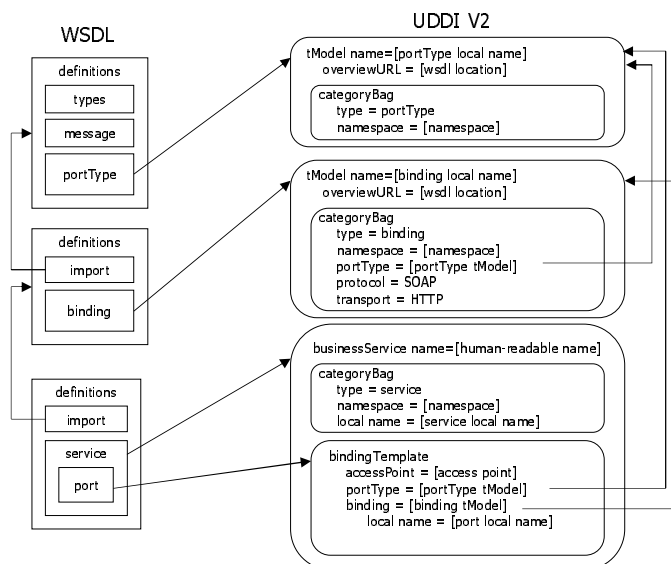 WSDL
definitions
types
message
portType
definitions
import
binding
definitions
import
service
port
UDDI V2
tModel name=[portType local name]
overviewURL = [wsdl location]
categoryBag
type = portType
namespace = [namespace]
tModel name=[binding local name]
overviewURL = [wsdl location]
categoryBag
type = binding
namespace = [namespace]
portType = [portType tModel]
protocol = SOAP
transport = HTTP
businessService name=[human-readable name]
categoryBag
type = service
namespace = [namespace]
local name = [service local name]
bindingTemplate
accessPoint = [access point]
portType = [portType tModel]
binding = [binding tModel]
local name = [port local name]